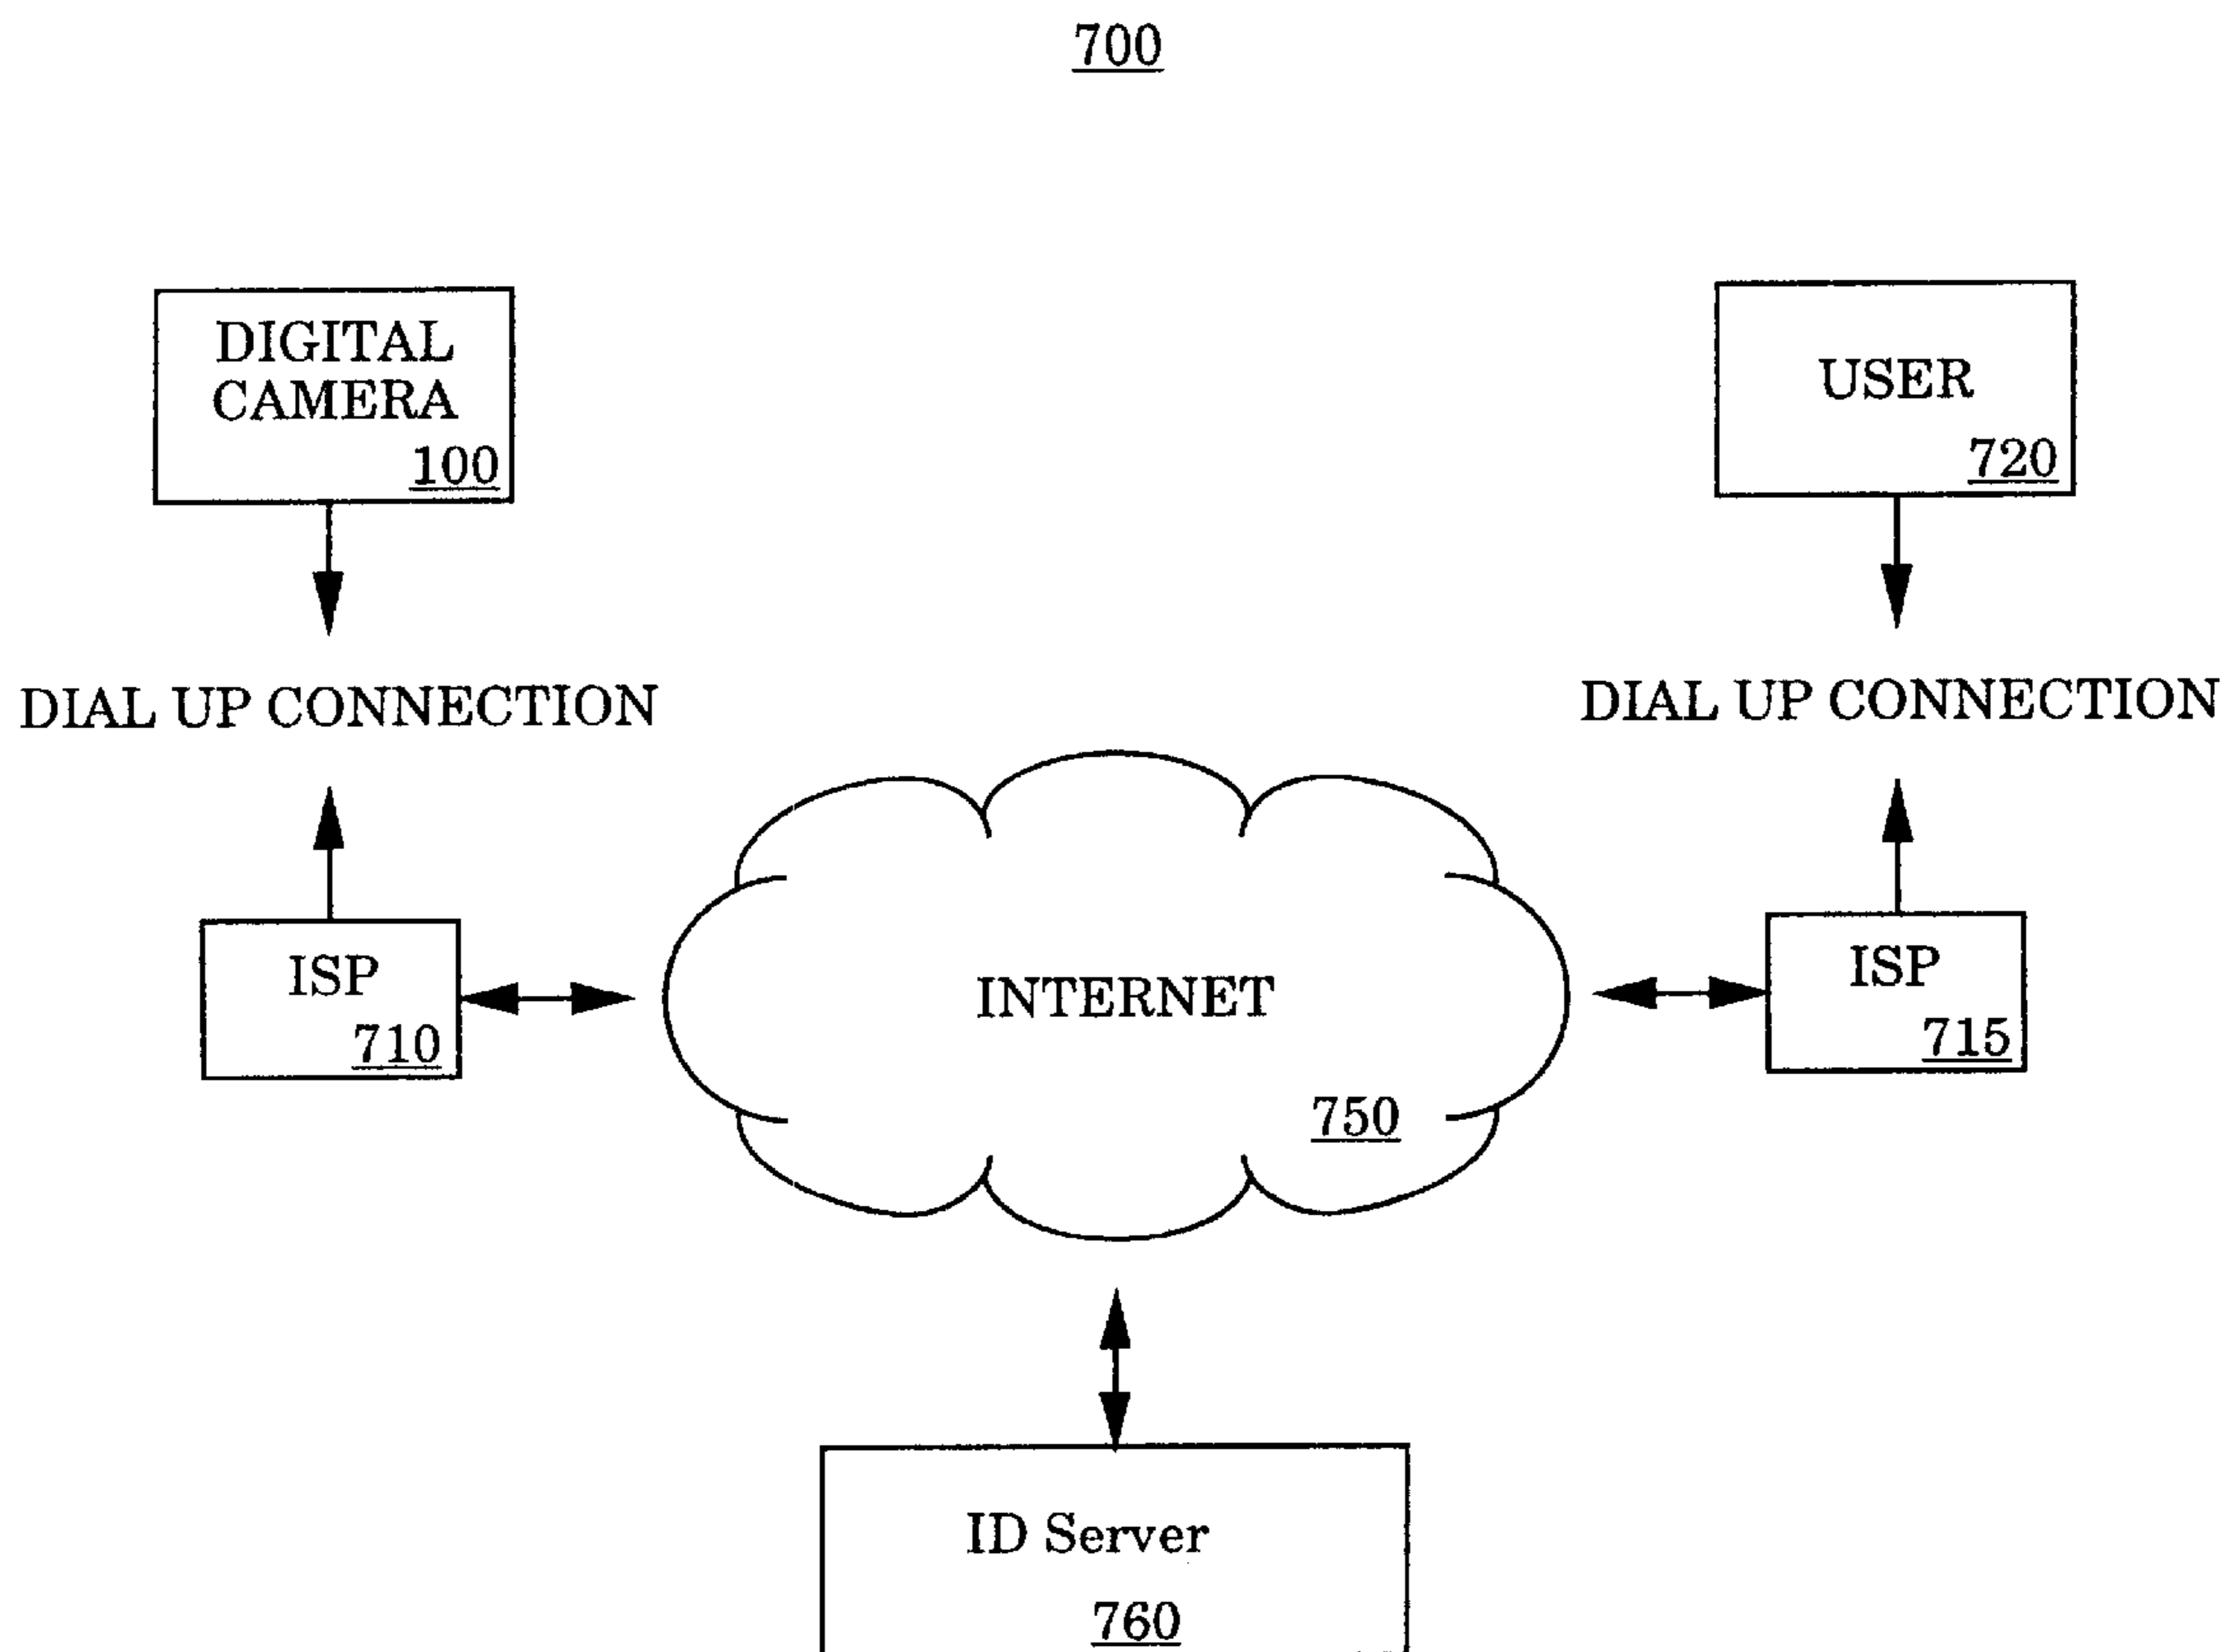 700
DIGITAL
CAMERA
100
USER
720
DIAL UP CONNECTION
DIAL UP CONNECTION
ISP
710
INTERNET
750
ISP
715
ID Server
760